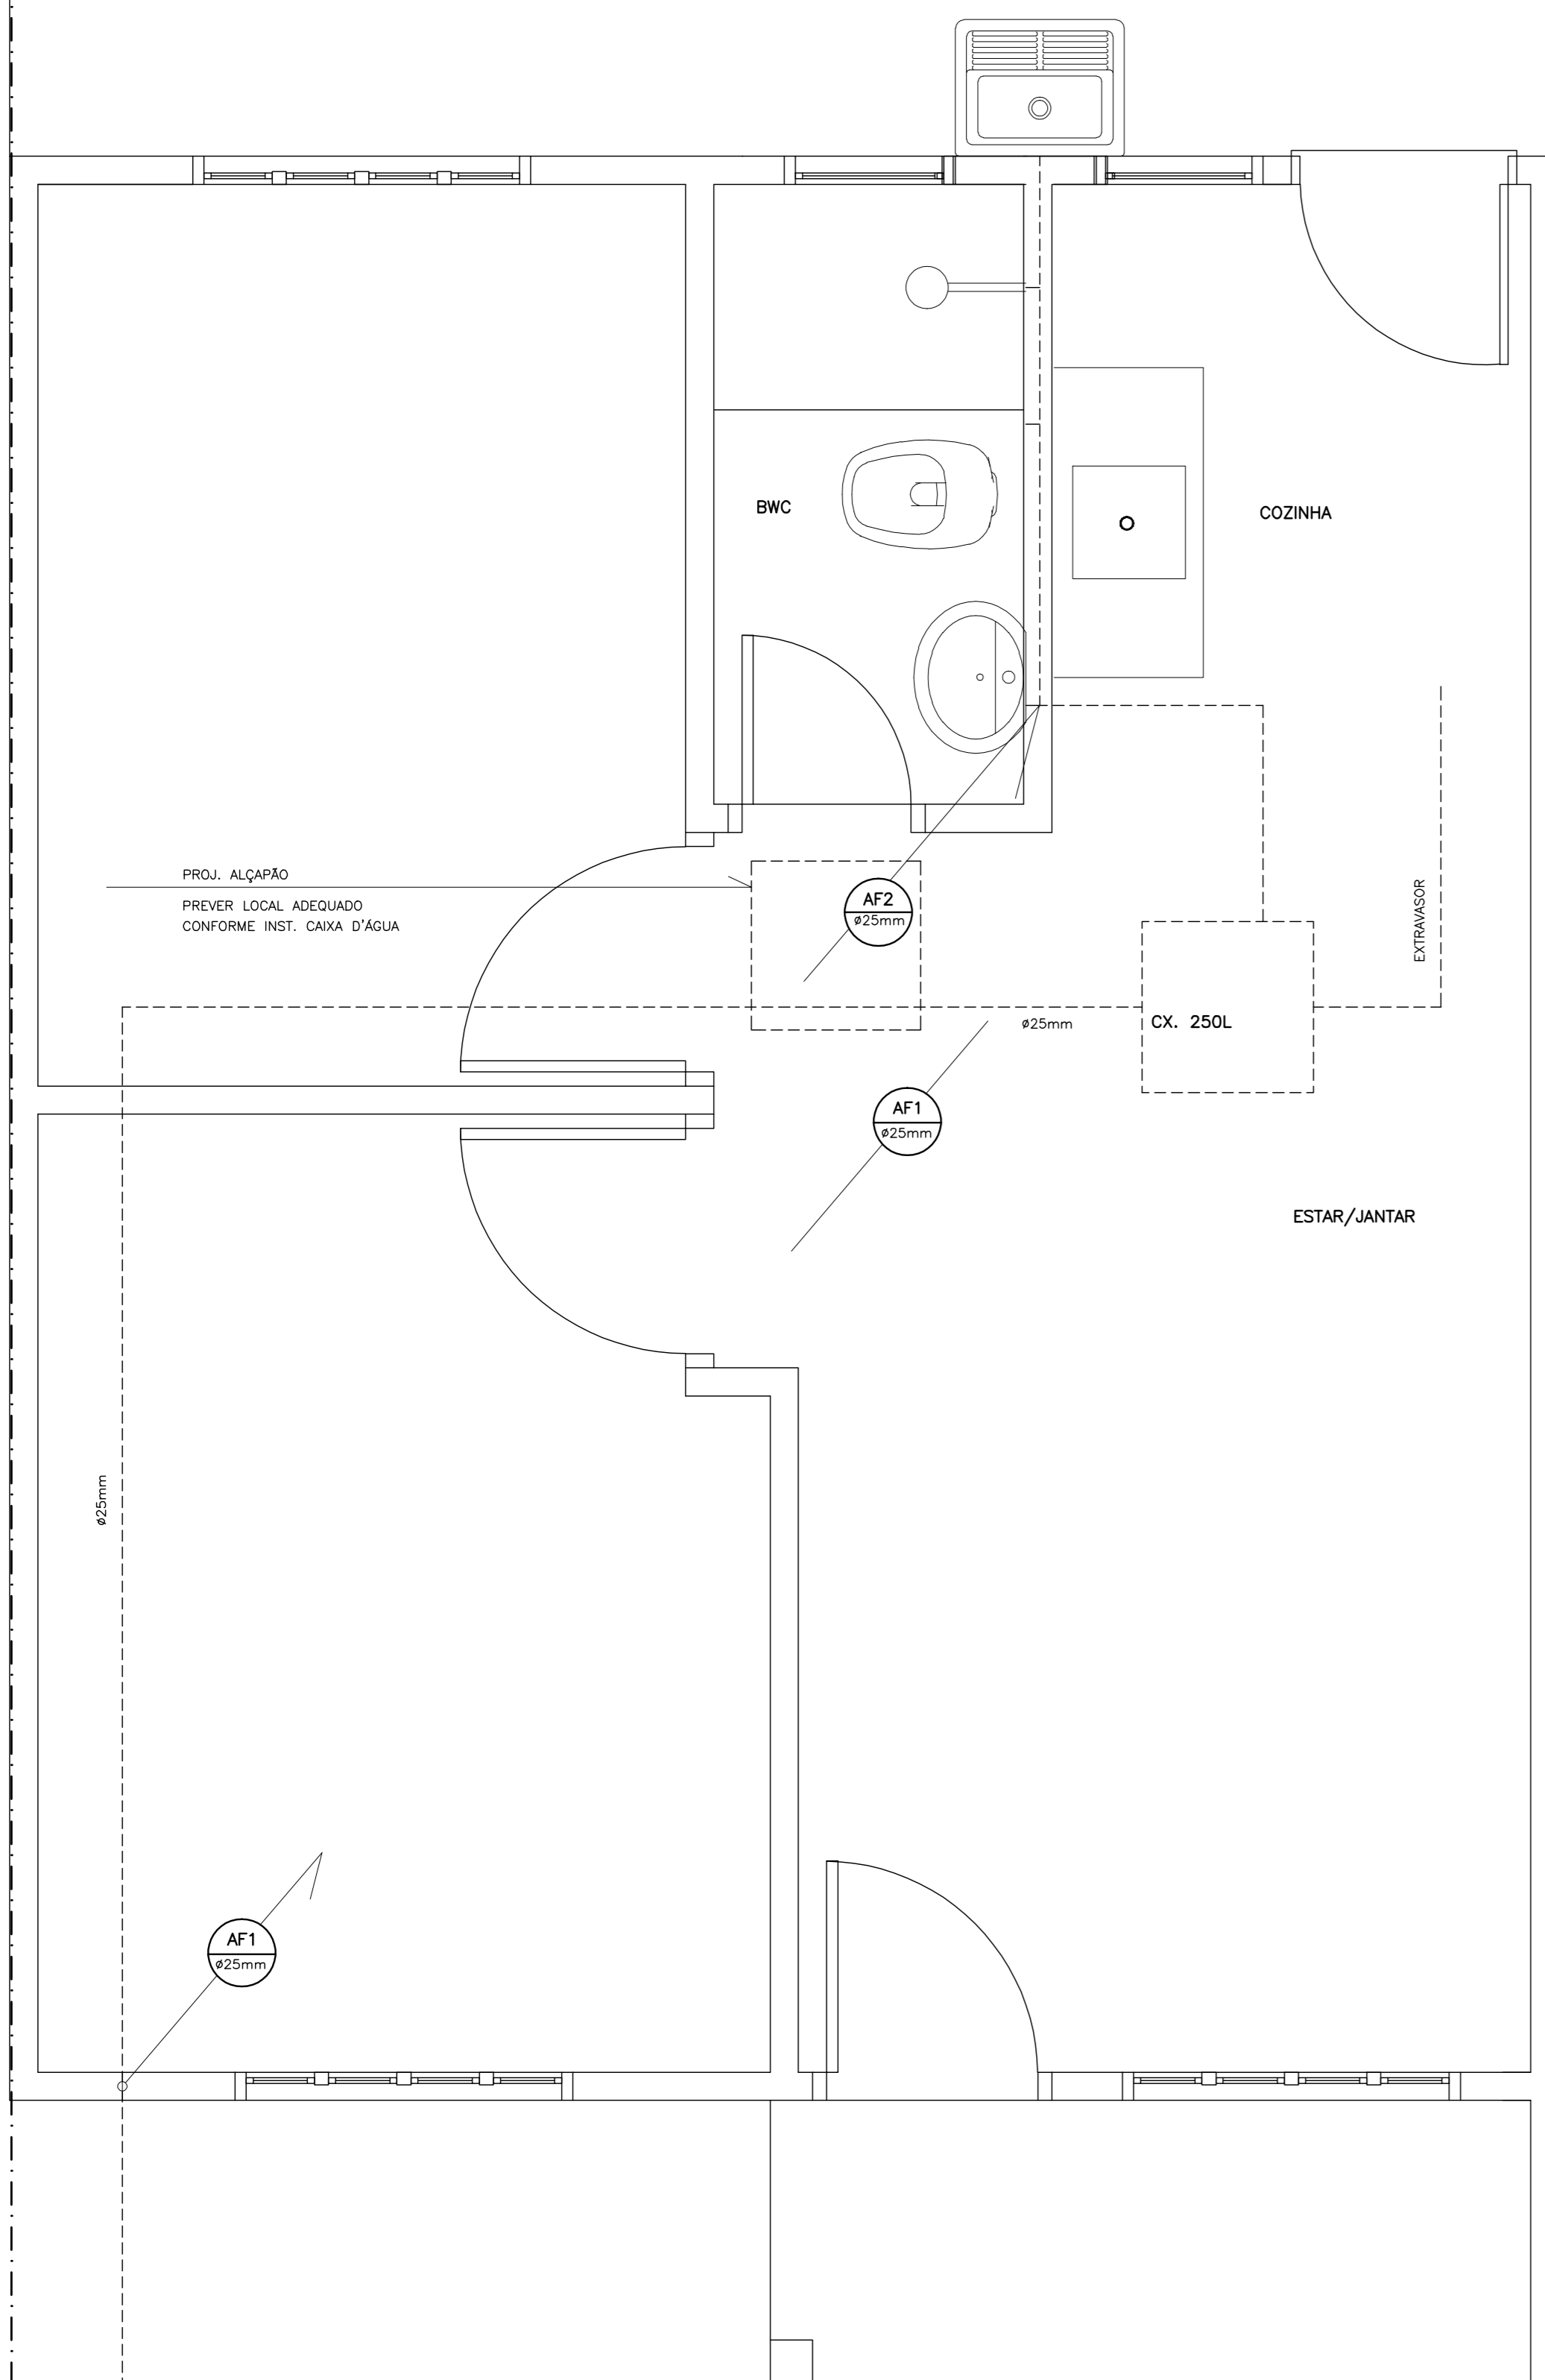 BWC
COZINHA
PROJ. ALÇAPÃO
PREVER LOCAL ADEQUADO
CONFORME INST. CAIXA D'ÁGUA
AF2
ø25mm
EXTRAVASOR
CX. 250L
ø25mm
AF1
ø25mm
ESTAR/JANTAR
ø25mm
AF1
ø25mm